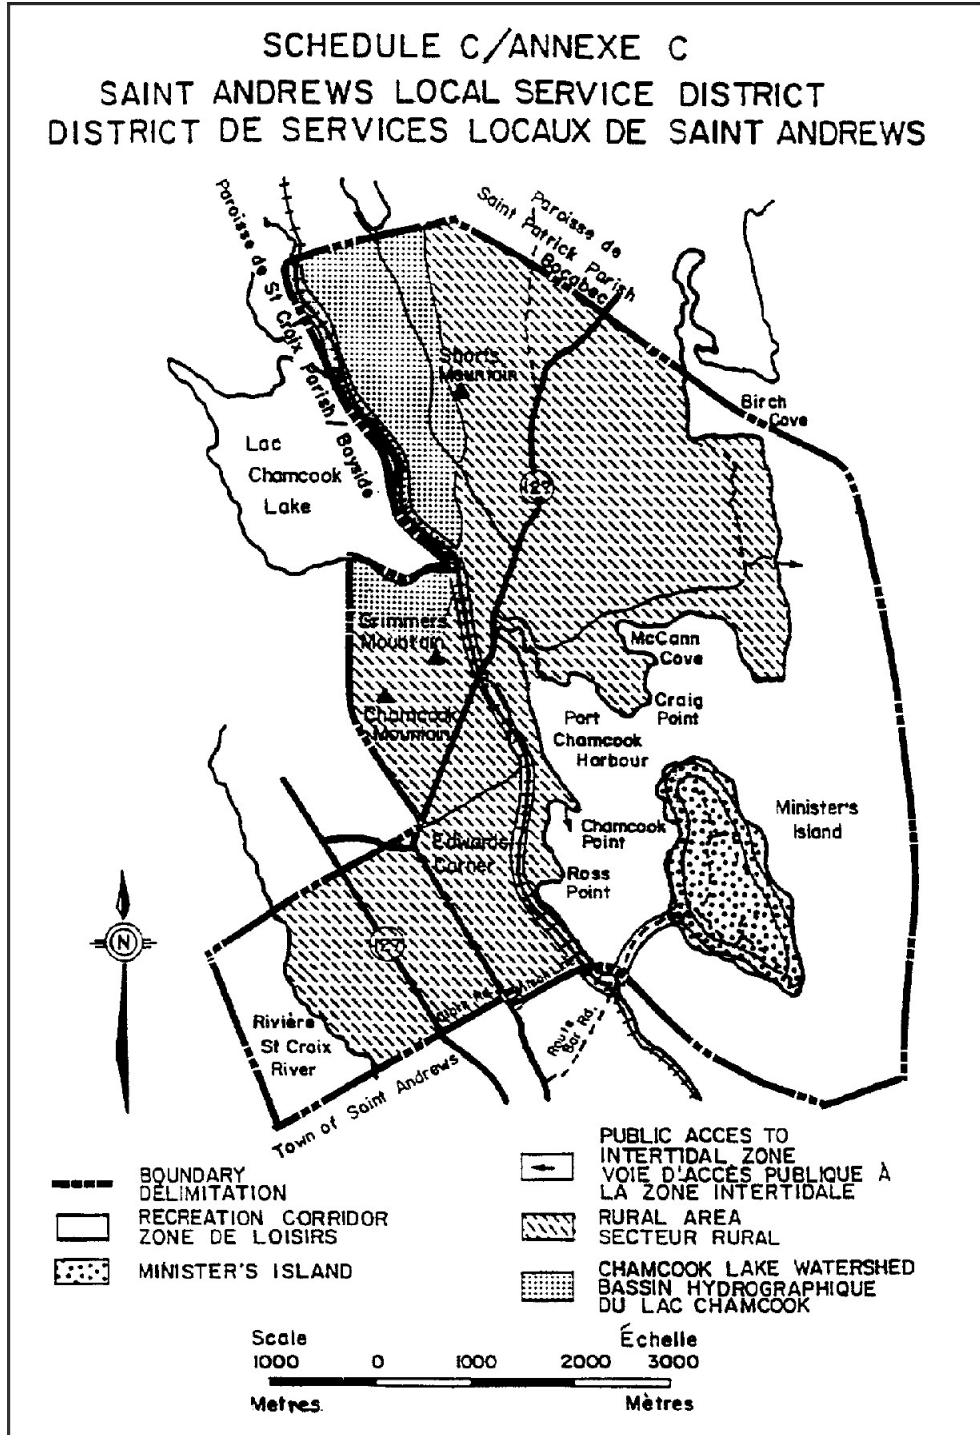 SCHEDULE C/ANNEXE C
SAINT ANDREWS LOCAL SERVICE DISTRICT
DISTRICT DE SERVICES LOCAUX DE SAINT ANDREWS
Paroisse de St Croix Parish/Bayside
Paroisse de
Saint Patrick Parish
Bocabec
Shorts
Mountain
Birch
Cove
Lac
Chamcook
Lake
127
Grimmers
Mountain
McCann
Cove
Craig
Point
Chamcook
Mountain
Port
Chamcook
Harbour
Minister's
Island
Chamcook
Point
Edwards
Corner
Ross
Point
N
127
Rivière
St Croix
River
Route
Bar Rd.
Town of Saint Andrews
BOUNDARY
DÉLIMITATION
RECREATION CORRIDOR
ZONE DE LOISIRS
MINISTER'S ISLAND
PUBLIC ACCES TO
INTERTIDAL ZONE
VOIE D'ACCÈS PUBLIQUE À
LA ZONE INTERTIDALE
RURAL AREA
SECTEUR RURAL
CHAMCOOK LAKE WATERSHED
BASSIN HYDROGRAPHIQUE
DU LAC CHAMCOOK
Scale Échelle
1000 0 1000 2000 3000
Metres Mètres